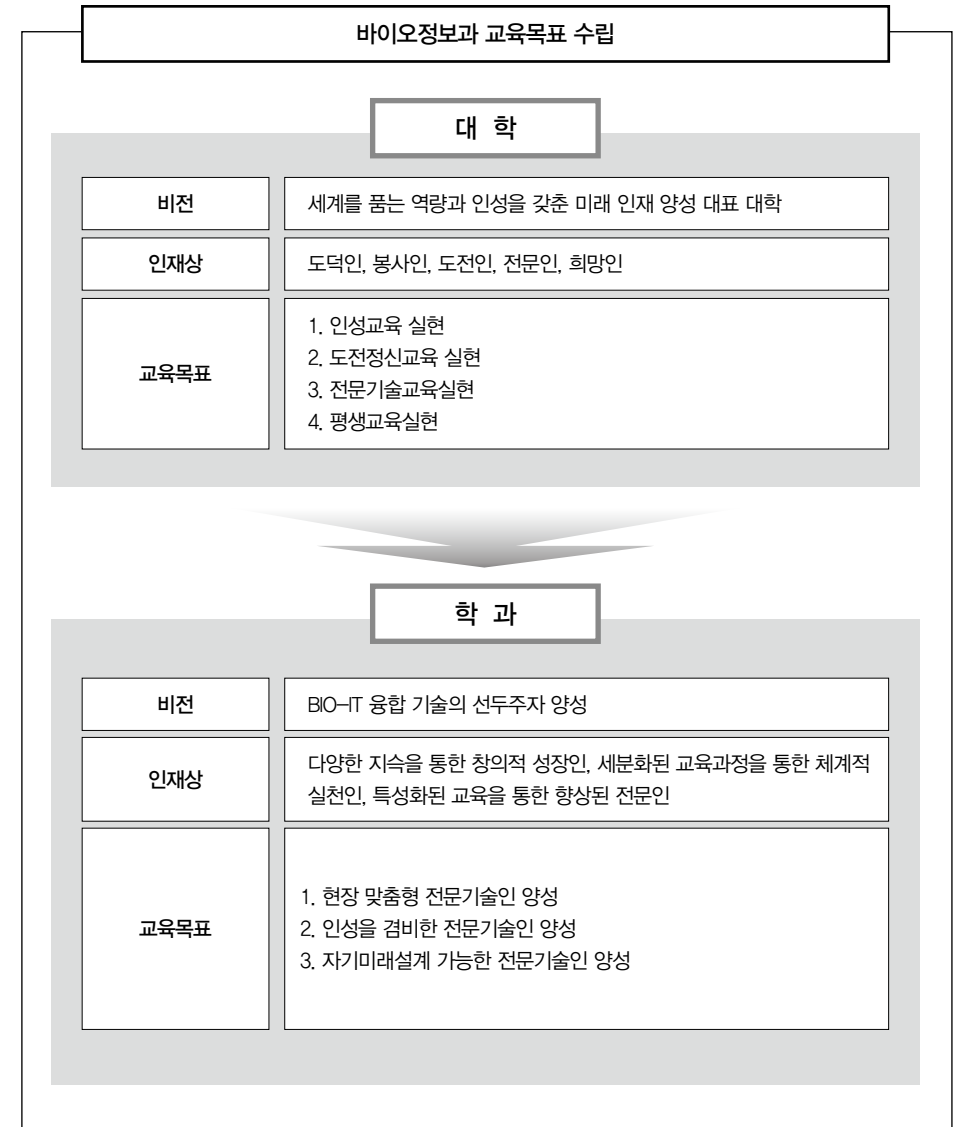 바이오정보과 교육목표 수립
대 학
비전
세계를 품는 역량과 인성을 갖춘 미래 인재 양성 대표 대학
인재상
도덕인, 봉사인, 도전인, 전문인, 희망인
교육목표
1. 인성교육 실현
2. 도전정신교육 실현
3. 전문기술교육실현
4. 평생교육실현
학 과
비전
BIO-IT 융합 기술의 선두주자 양성
인재상
다양한 지슥을 통한 창의적 성장인, 세분화된 교육과정을 통한 체계적
실천인, 특성화된 교육을 통한 향상된 전문인
교육목표
1. 현장 맞춤형 전문기술인 양성
2. 인성을 겸비한 전문기술인 양성
3. 자기미래설계 가능한 전문기술인 양성